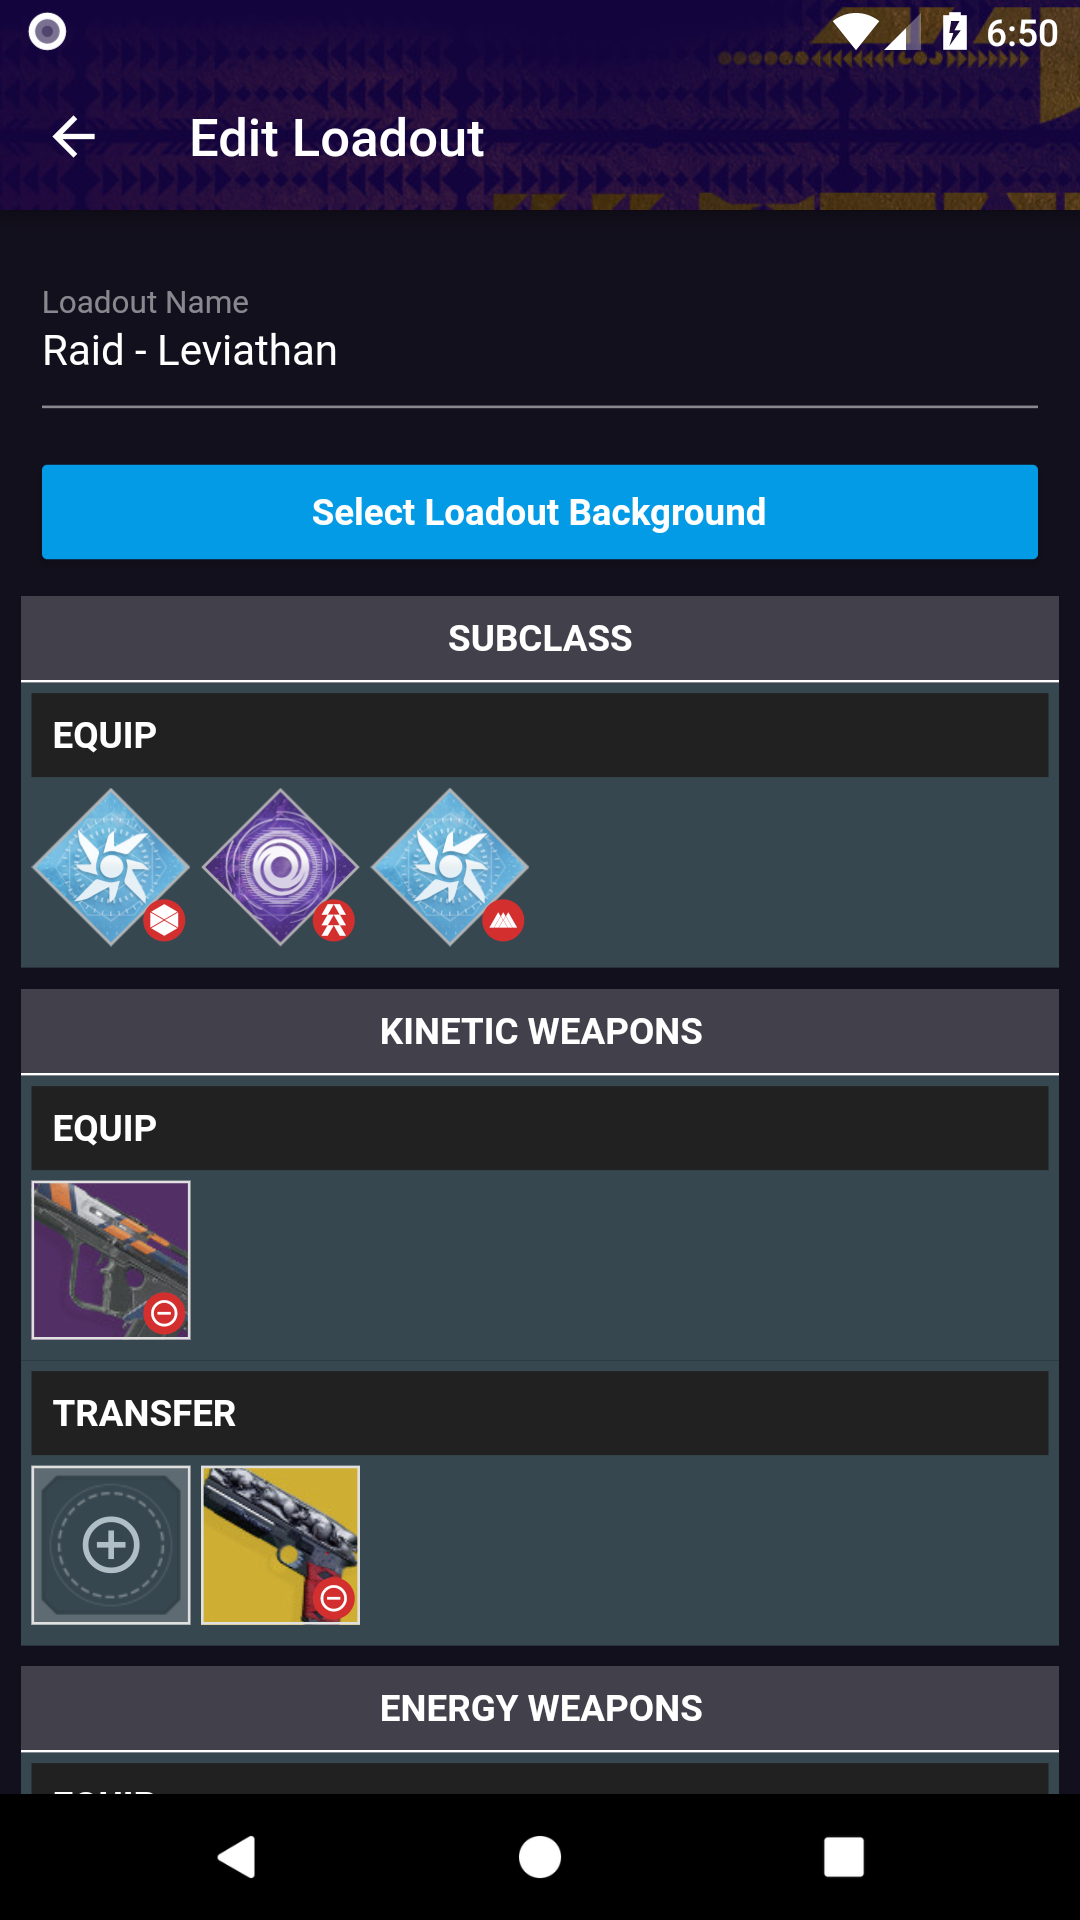 6:50
Edit Loadout
Loadout Name
Raid - Leviathan
Select Loadout Background
SUBCLASS
EQUIP
KINETIC WEAPONS
EQUIP
TRANSFER
ENERGY WEAPONS
EQUIP